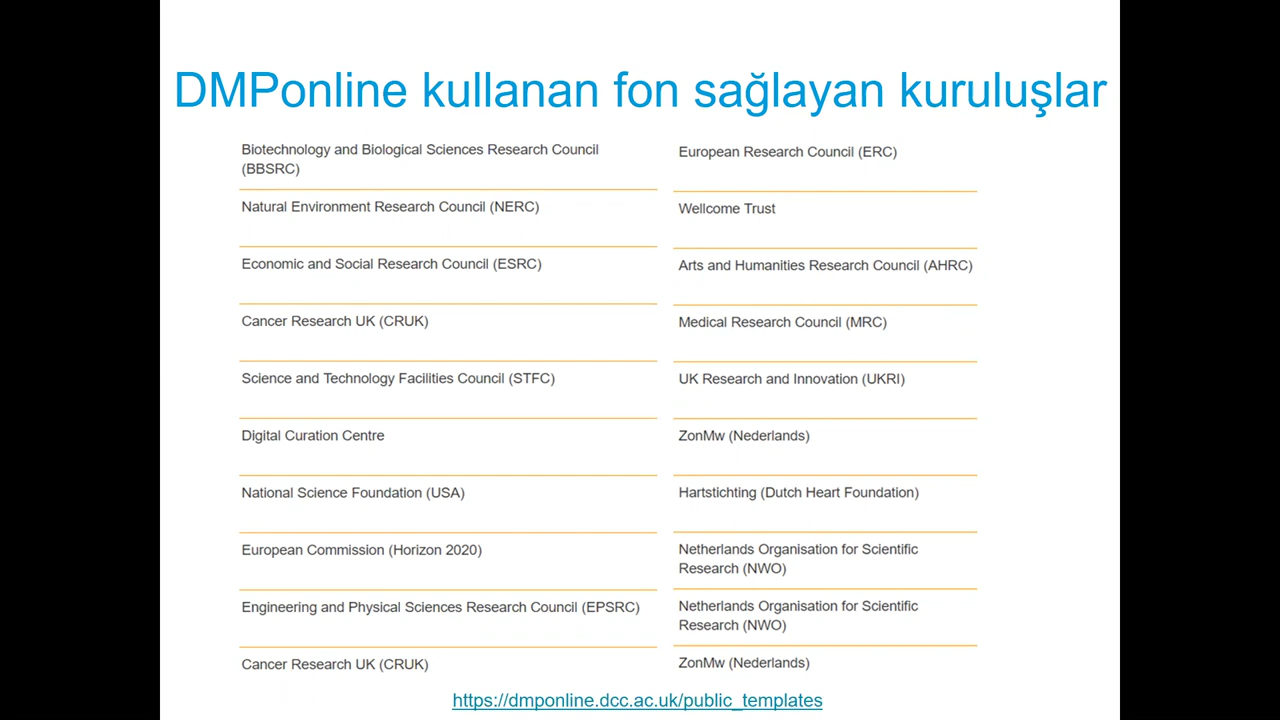 DMPonline kullanan fon sağlayan kuruluşlar
Biotechnology and Biological Sciences Research Council
(BBSRC)
Natural Environment Research Council (NERC)
Economic and Social Research Council (ESRC)
Cancer Research UK (CRUK)
Science and Technology Facilities Council (STFC)
Digital Curation Centre
National Science Foundation (USA)
European Commission (Horizon 2020)
Engineering and Physical Sciences Research Council (EPSRC)
Cancer Research UK (CRUK)
European Research Council (ERC)
Wellcome Trust
Arts and Humanities Research Council (AHRC)
Medical Research Council (MRC)
UK Research and Innovation (UKRI)
ZonMw (Nederlands)
Hartstichting (Dutch Heart Foundation)
Netherlands Organisation for Scientific
Research (NWO)
Netherlands Organisation for Scientific
Research (NWO)
ZonMw (Nederlands)
https://dmponline.dcc.ac.uk/public_templates